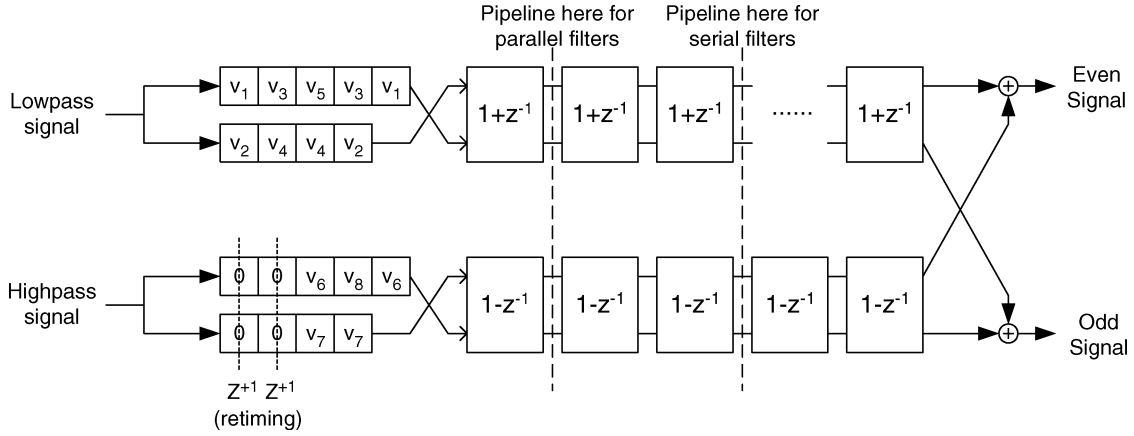 Pipeline here for
parallel filters
Pipeline here for
serial filters
Lowpass
signal
v1 v3 v5 v3 v1
v2 v4 v4 v2
1+z-1 1+z-1 1+z-1 ...... 1+z-1
Even
Signal
Highpass
signal
0 0 v6 v8 v6
0 0 v7 v7
1-z-1 1-z-1 1-z-1 1-z-1 1-z-1
Odd
Signal
Z+1 Z+1
(retiming)